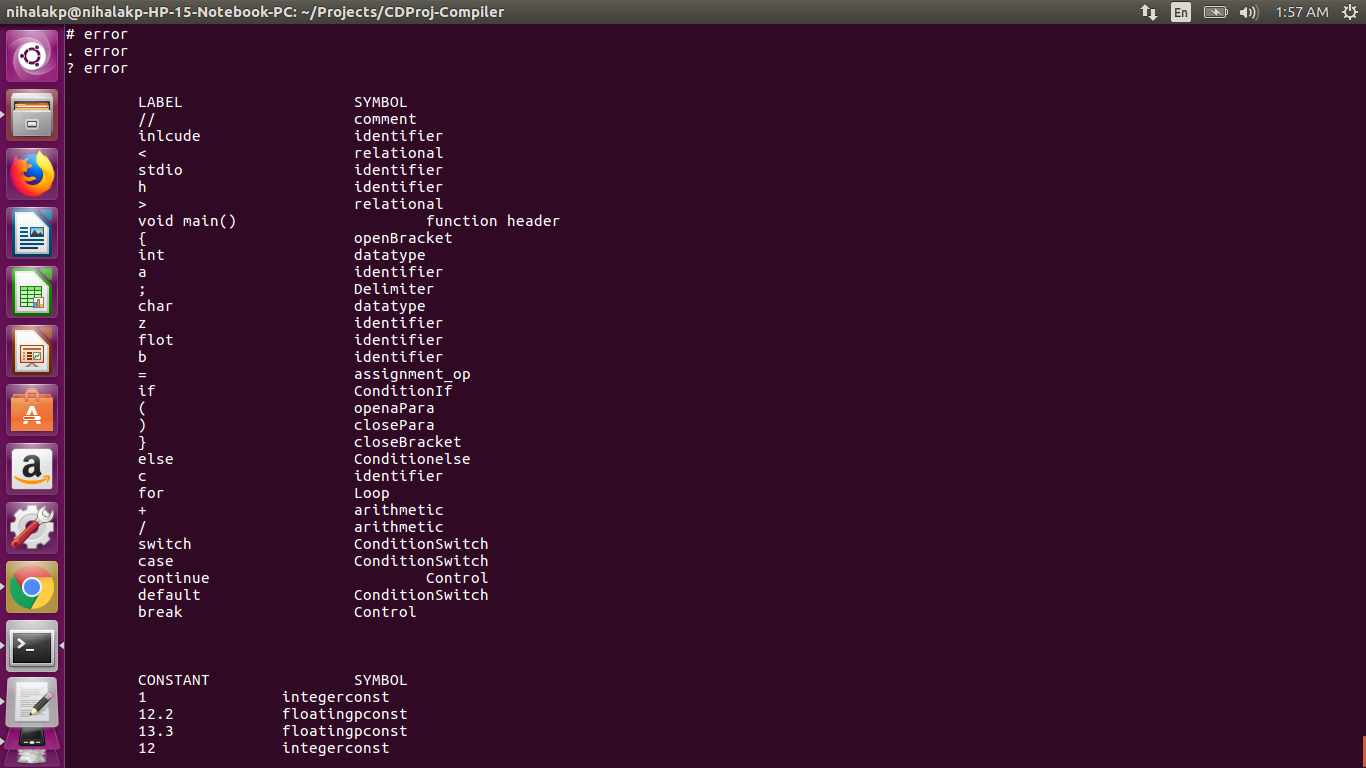 nihalakp@nihalakp-HP-15-Notebook-PC: ~/Projects/CDProj-Compiler En 1:57 AM
# error
. error
? error
LABEL SYMBOL
// comment
inlcude identifier
< relational
stdio identifier
h identifier
> relational
void main() function header
{ openBracket
int datatype
a identifier
; Delimiter
char datatype
z identifier
flot identifier
b identifier
= assignment_op
if ConditionIf
( openaPara
) closePara
} closeBracket
else Conditionelse
c identifier
for Loop
+ arithmetic
/ arithmetic
switch ConditionSwitch
case ConditionSwitch
continue Control
default ConditionSwitch
break Control
CONSTANT SYMBOL
1 integerconst
12.2 floatingpconst
13.3 floatingpconst
12 integerconst